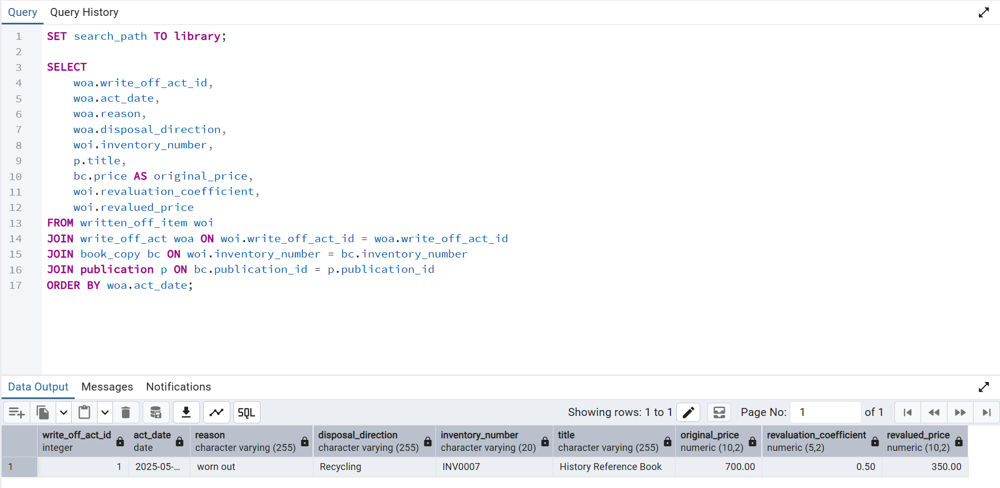 Query Query History
1 SET search_path TO library;
2
3 SELECT
4 woa.write_off_act_id,
5 woa.act_date,
6 woa.reason,
7 woa.disposal_direction,
8 woi.inventory_number,
9 p.title,
10 bc.price AS original_price,
11 woi.revaluation_coefficient,
12 woi.revalued_price
13 FROM written_off_item woi
14 JOIN write_off_act woa ON woi.write_off_act_id = woa.write_off_act_id
15 JOIN book_copy bc ON woi.inventory_number = bc.inventory_number
16 JOIN publication p ON bc.publication_id = p.publication_id
17 ORDER BY woa.act_date;
Data Output Messages Notifications
SQL Showing rows: 1 to 1 Page No: 1 of 1
write_off_act_id act_date reason disposal_direction inventory_number title original_price revaluation_coefficient revalued_price
integer date character varying (255) character varying (255) character varying (20) character varying (255) numeric (10,2) numeric (5,2) numeric (10,2)
1 1 2025-05-... worn out Recycling INV0007 History Reference Book 700.00 0.50 350.00